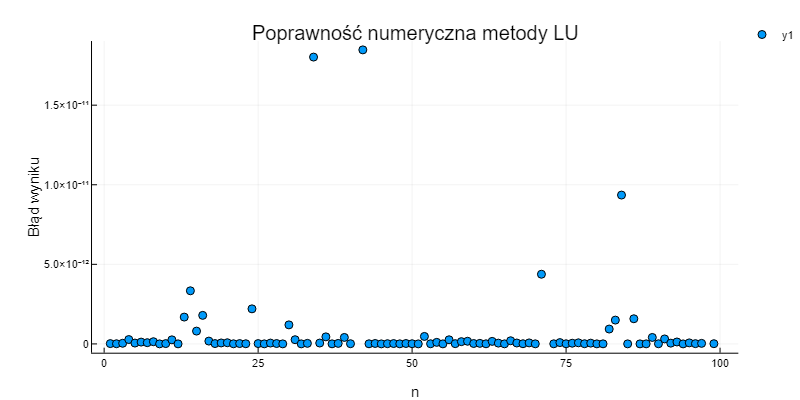 Poprawność numeryczna metody LU
y1
1.5×10⁻¹¹
1.0×10⁻¹¹
5.0×10⁻¹²
0
Błąd wyniku
0 25 50 75 100
n